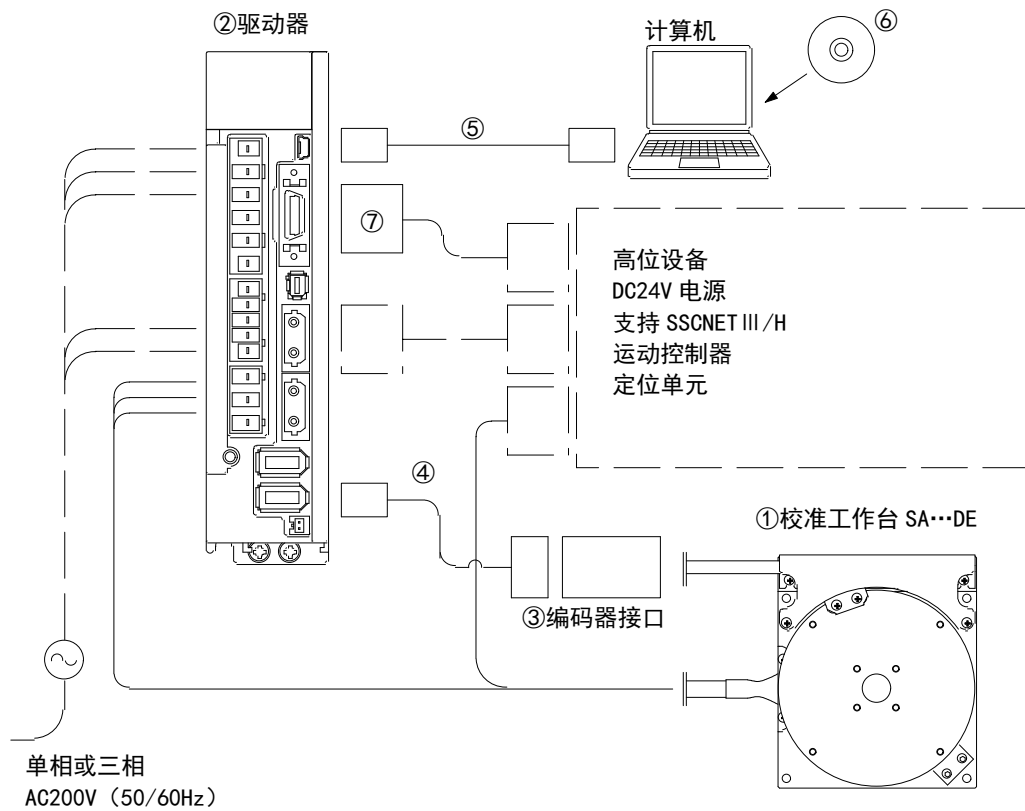 ②驱动器
计算机
⑥
⑤
⑦
高位设备
DC24V 电源
支持 SSCNETⅢ/H
运动控制器
定位单元
④
①校准工作台 SA⋯DE
③编码器接口
单相或三相
AC200V（50/60Hz）